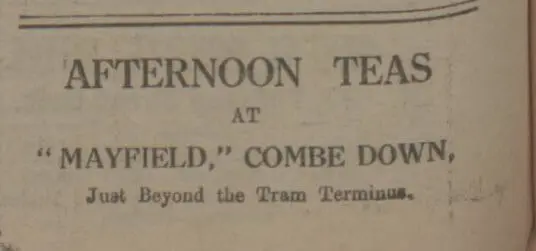 AFTERNOON TEAS
AT
"MAYFIELD," COMBE DOWN,
Just Beyond the Tram Terminus.